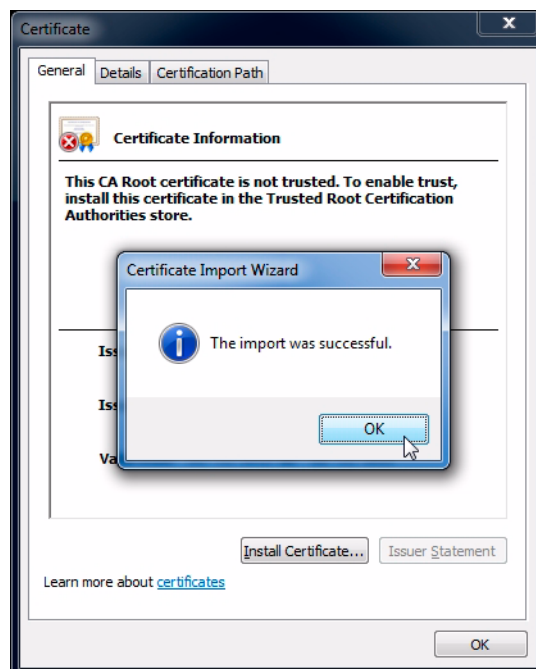 Certificate
General Details Certification Path
Certificate Information
This CA Root certificate is not trusted. To enable trust,
install this certificate in the Trusted Root Certification
Authorities store.
Certificate Import Wizard
The import was successful.
OK
Install Certificate... Issuer Statement
Learn more about certificates
OK